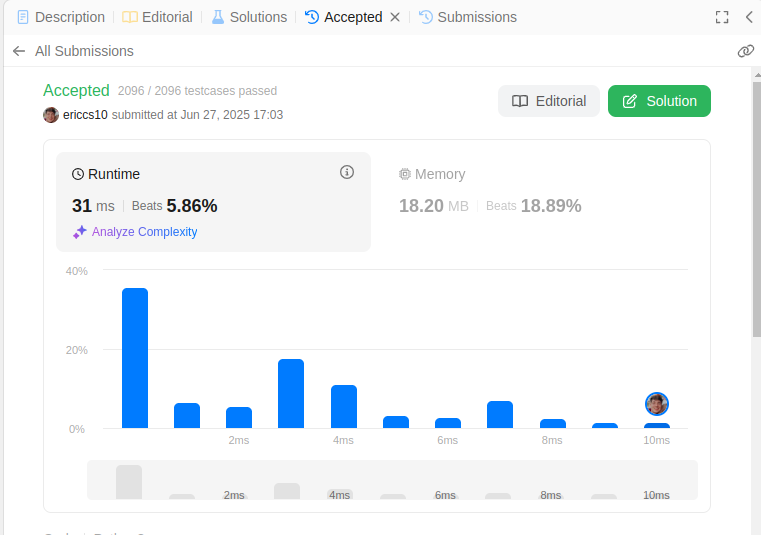 Description Editorial Solutions Accepted Submissions
All Submissions
Accepted 2096 / 2096 testcases passed
ericcs10 submitted at Jun 27, 2025 17:03
Editorial
Solution
Runtime
31 ms Beats 5.86%
Analyze Complexity
Memory
18.20 MB Beats 18.89%
40%
20%
0%
2ms 4ms 6ms 8ms 10ms
2ms 4ms 6ms 8ms 10ms